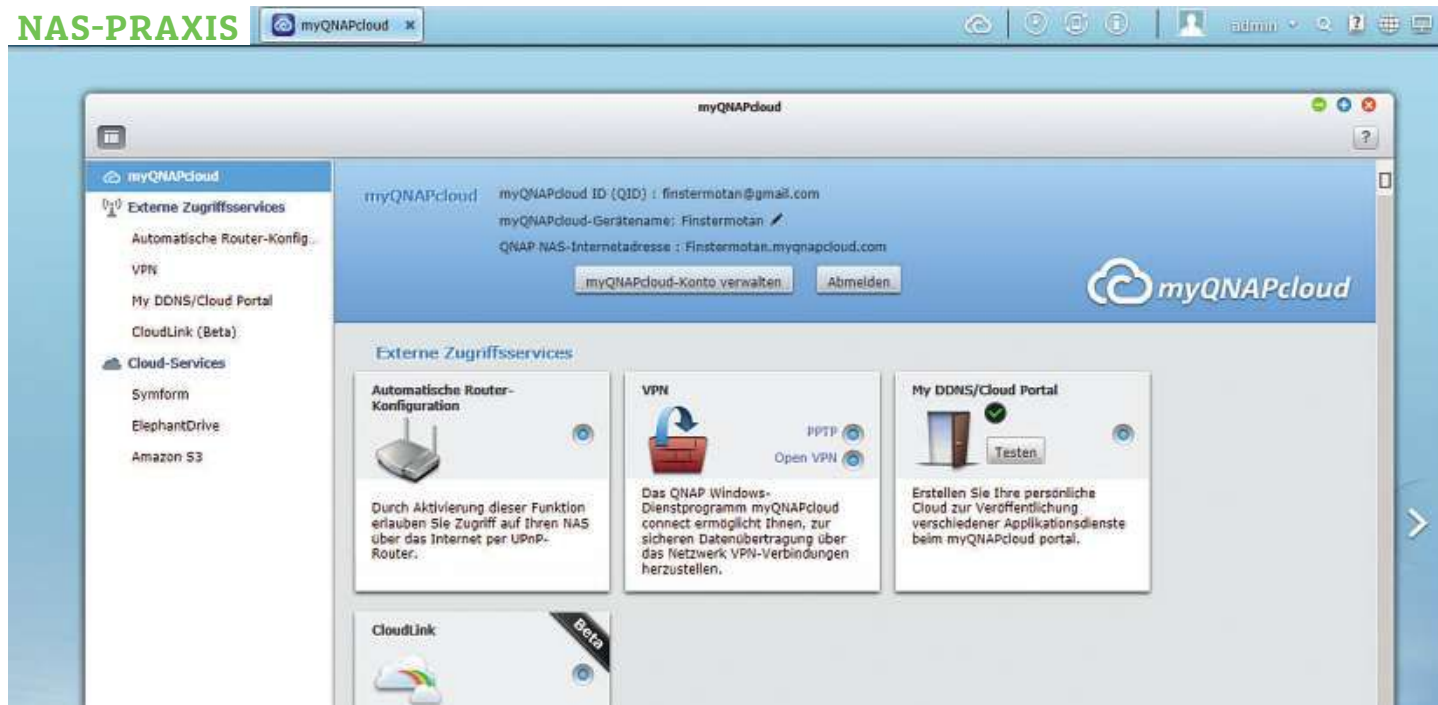 NAS-PRAXIS
myQNAPcloud
admin
myQNAPcloud
?
myQNAPcloud
Externe Zugriffsservices
Automatische Router-Konfig..
VPN
My DDNS/Cloud Portal
CloudLink (Beta)
Cloud-Services
Symform
ElephantDrive
Amazon S3
myQNAPcloud
myQNAPcloud ID (QID) : finstermotan@gmail.com
myQNAPcloud-Gerätename: Finstermotan
QNAP NAS-Internetadresse : Finstermotan.myqnapcloud.com
myQNAPcloud-Konto verwalten
Abmelden
myQNAPcloud
Externe Zugriffsservices
Automatische Router-
Konfiguration
Durch Aktivierung dieser Funktion
erlauben Sie Zugriff auf Ihren NAS
über das Internet per UPnP-
Router.
VPN
PPTP
Open VPN
Das QNAP Windows-
Dienstprogramm myQNAPcloud
connect ermöglicht Ihnen, zur
sicheren Datenübertragung über
das Netzwerk VPN-Verbindungen
herzustellen.
My DDNS/Cloud Portal
Testen
Erstellen Sie Ihre persönliche
Cloud zur Veröffentlichung
verschiedener Applikationsdienste
beim myQNAPcloud portal.
CloudLink
Beta